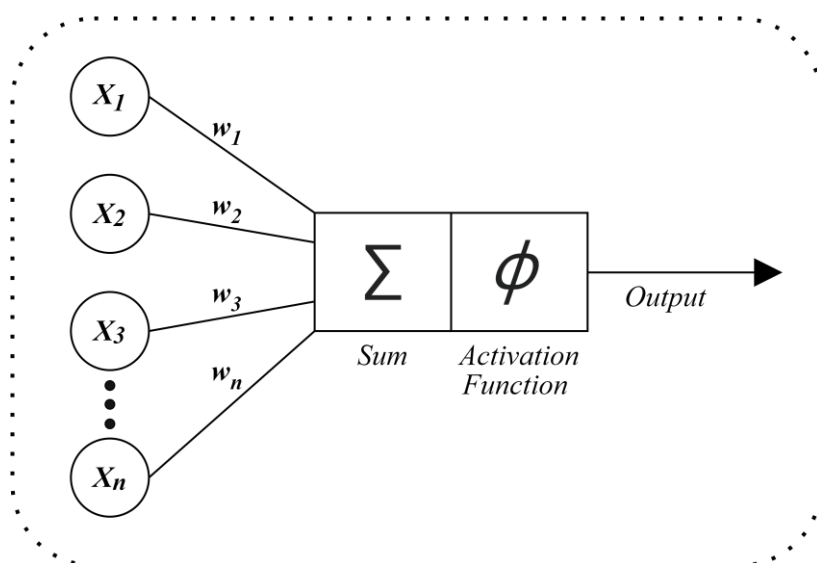 X1
w1
X2
w2
X3
w3
Xn
wn
Σ
ϕ
Sum
Activation
Function
Output